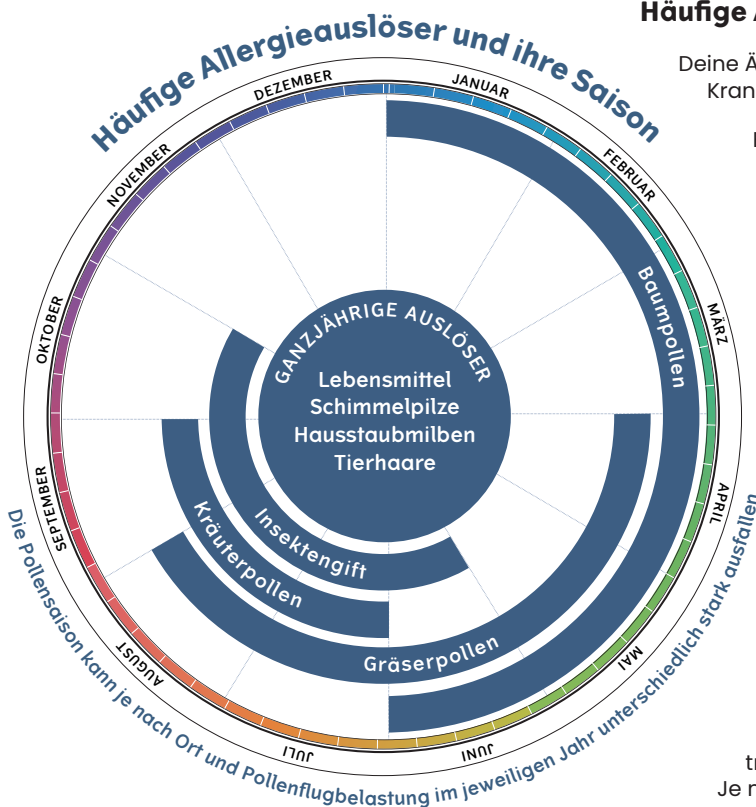 Häufige Allergieauslöser und ihre Saison
JANUAR
FEBRUAR
MÄRZ
APRIL
MAI
JUNI
JULI
AUGUST
SEPTEMBER
OKTOBER
NOVEMBER
DEZEMBER
Baumpollen
Gräserpollen
Kräuterpollen
Insektengift
GANZJÄHRIGE AUSLÖSER
Lebensmittel
Schimmelpilze
Hausstaubmilben
Tierhaare
Die Pollensaison kann je nach Ort und Pollenflugbelastung im jeweiligen Jahr unterschiedlich stark ausfallen
Häufige
Deine
Je